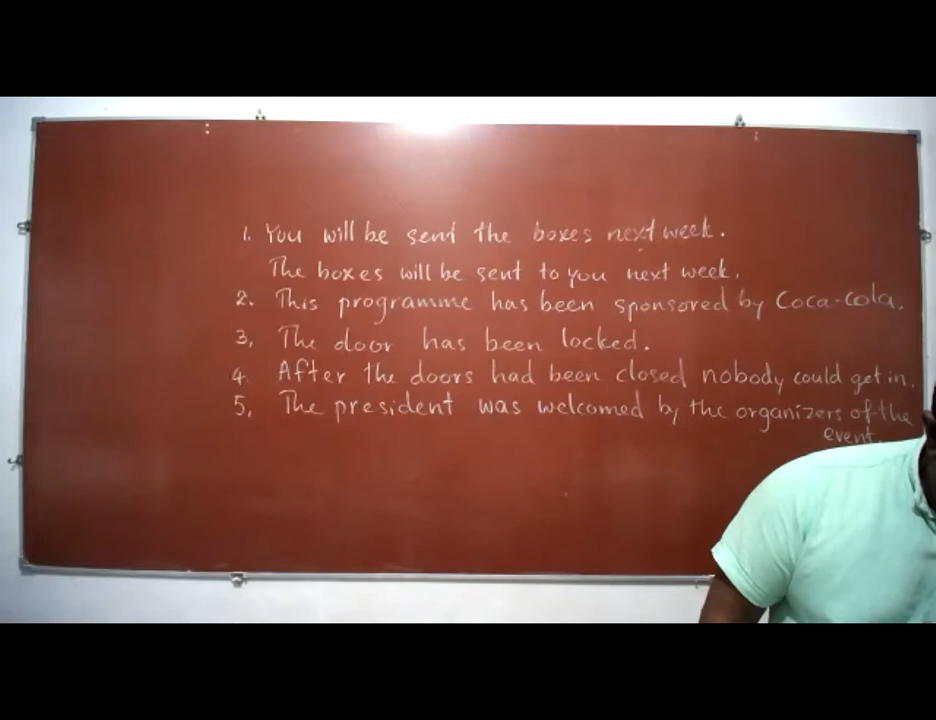 1. You will be sent the boxes next week.
The boxes will be sent to you next week.
2. This programme has been sponsored by Coca-cola.
3, The door has been locked.
4. After the doors had been closed nobody could get in.
5, The president was welcomed by the organizers of the
event.